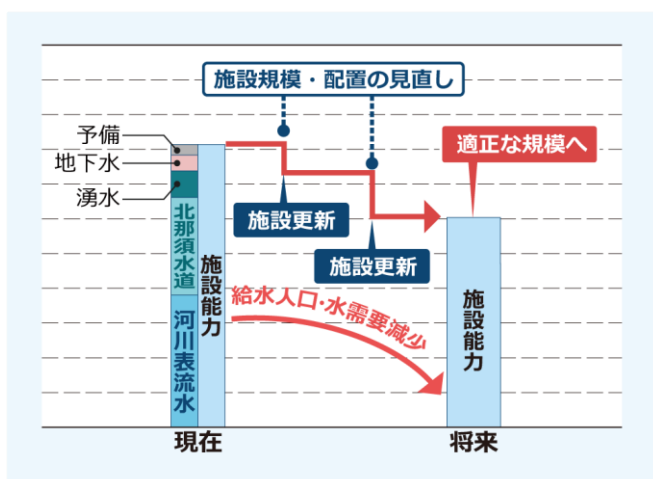 施設規模・配置の見直し
予備
地下水
湧水
北那須水道
河川表流水
施設能力
施設更新
施設更新
適正な規模へ
給水人口・水需要減少
施設能力
現在
将来